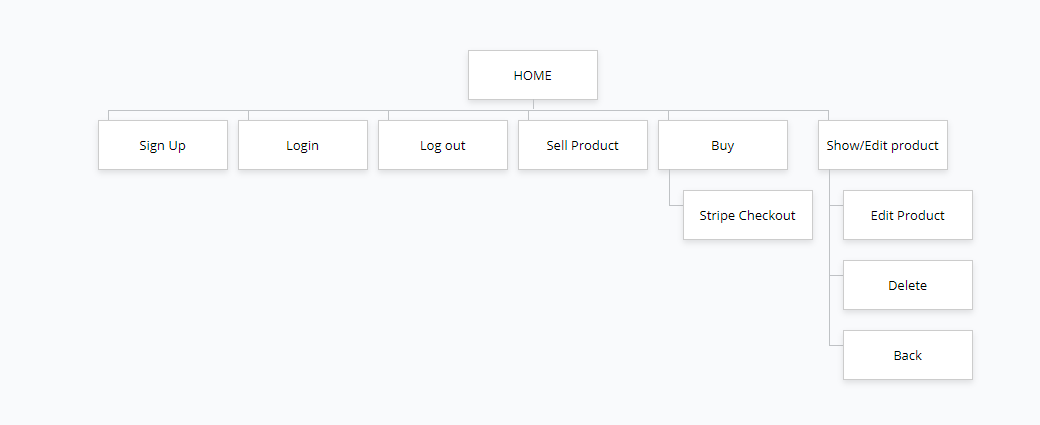 HOME
Sign Up
Login
Log out
Sell Product
Buy
Show/Edit product
Stripe Checkout
Edit Product
Delete
Back